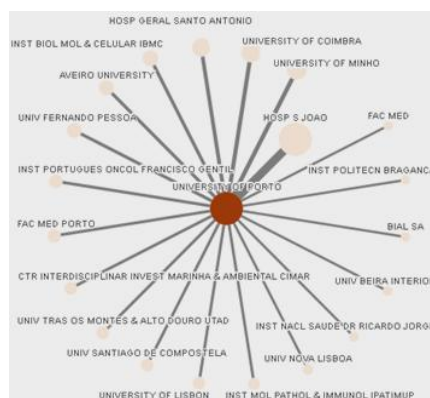 HOSP GERAL SANTO ANTONIO
INST BIOL MOL & CELULAR IBMC
UNIVERSITY OF COIMBRA
UNIVERSITY OF MINHO
AVEIRO UNIVERSITY
UNIV FERNANDO PESSOA
HOSP S JOAO
FAC MED
INST PORTUGUES ONCOL FRANCISCO GENTIL
INST POLITECN BRAGANCA
UNIVERSITY OF PORTO
FAC MED PORTO
BIAL SA
CTR INTERDISCIPLINAR INVEST MARINHA & AMBIENTAL CIMAR
UNIV BEIRA INTERIOR
UNIV TRAS OS MONTES & ALTO DOURO UTAD
INST NACL SAUDE DR RICARDO JORGE
UNIV SANTIAGO DE COMPOSTELA
UNIV NOVA LISBOA
UNIVERSITY OF LISBON
INST MOL PATHOL & IMMUNOL IPATIMUP